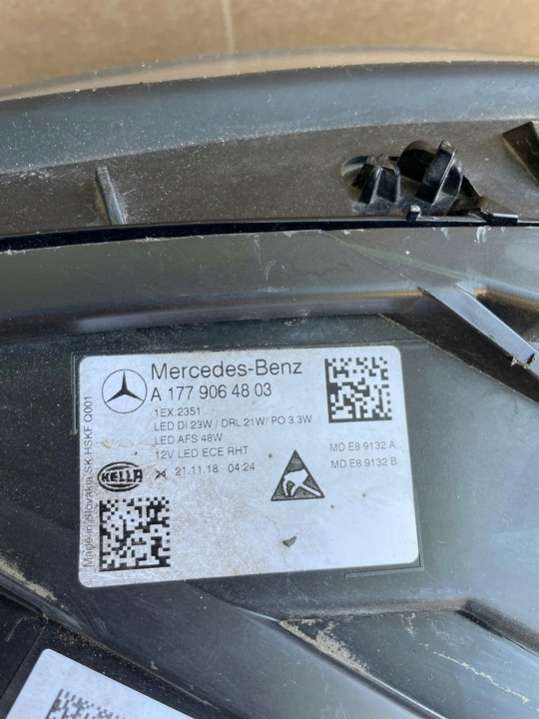 Mercedes-Benz
A 177 906 48 03
1EX.2351
LED DI 23W / DRL 21W/ PO 3.3W
LED AFS 48W
12V LED ECE RHT
MD E8 9132 A
MD E8 9132 B
HELLA
21.11.18 04:24
Made in Slovakia SK HSKF Q001